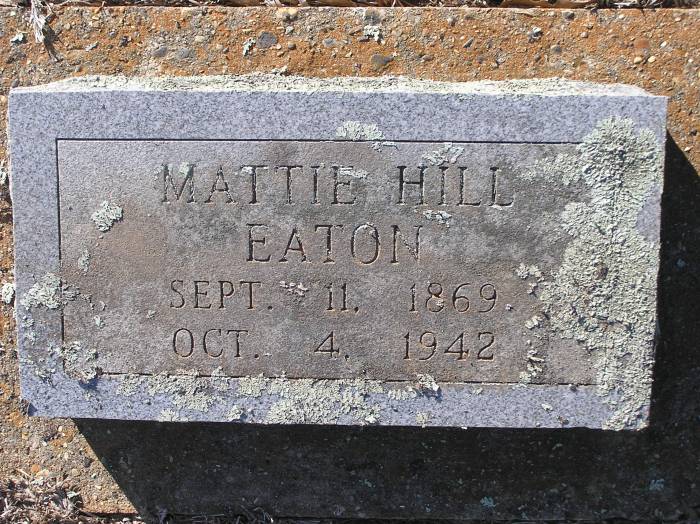 MATTIE HILL
EATON
SEPT. 11. 1869
OCT. 4. 1942